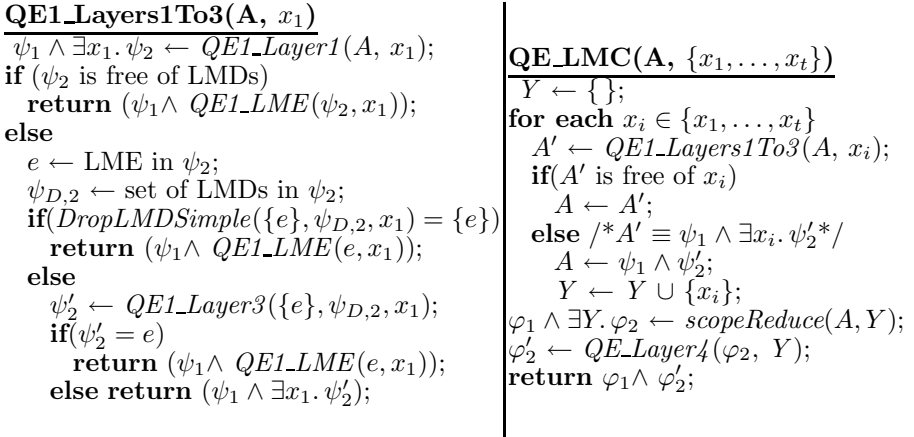 QE1_Layers1To3(A, x₁)
ψ₁ ∧ ∃x₁. ψ₂ ← QE1_Layer1(A, x₁);
if (ψ₂ is free of LMDs)
return (ψ₁∧ QE1_LME(ψ₂, x₁));
else
e ← LME in ψ₂;
ψ_{D,2} ← set of LMDs in ψ₂;
if(DropLMDSimple({e}, ψ_{D,2}, x₁) = {e})
return (ψ₁∧ QE1_LME(e, x₁));
else
ψ′₂ ← QE1_Layer3({e}, ψ_{D,2}, x₁);
if(ψ′₂ = e)
return (ψ₁∧ QE1_LME(e, x₁));
else return (ψ₁ ∧ ∃x₁. ψ′₂);
QE_LMC(A, {x₁, . . . , xₜ})
Y ← {};
for each xᵢ ∈ {x₁, . . . , xₜ}
A′ ← QE1_Layers1To3(A, xᵢ);
if(A′ is free of xᵢ)
A ← A′;
else /*A′ ≡ ψ₁ ∧ ∃xᵢ. ψ′₂*/
A ← ψ₁ ∧ ψ′₂;
Y ← Y ∪ {xᵢ};
φ₁ ∧ ∃Y. φ₂ ← scopeReduce(A, Y);
φ′₂ ← QE_Layer4(φ₂, Y);
return φ₁∧ φ′₂;